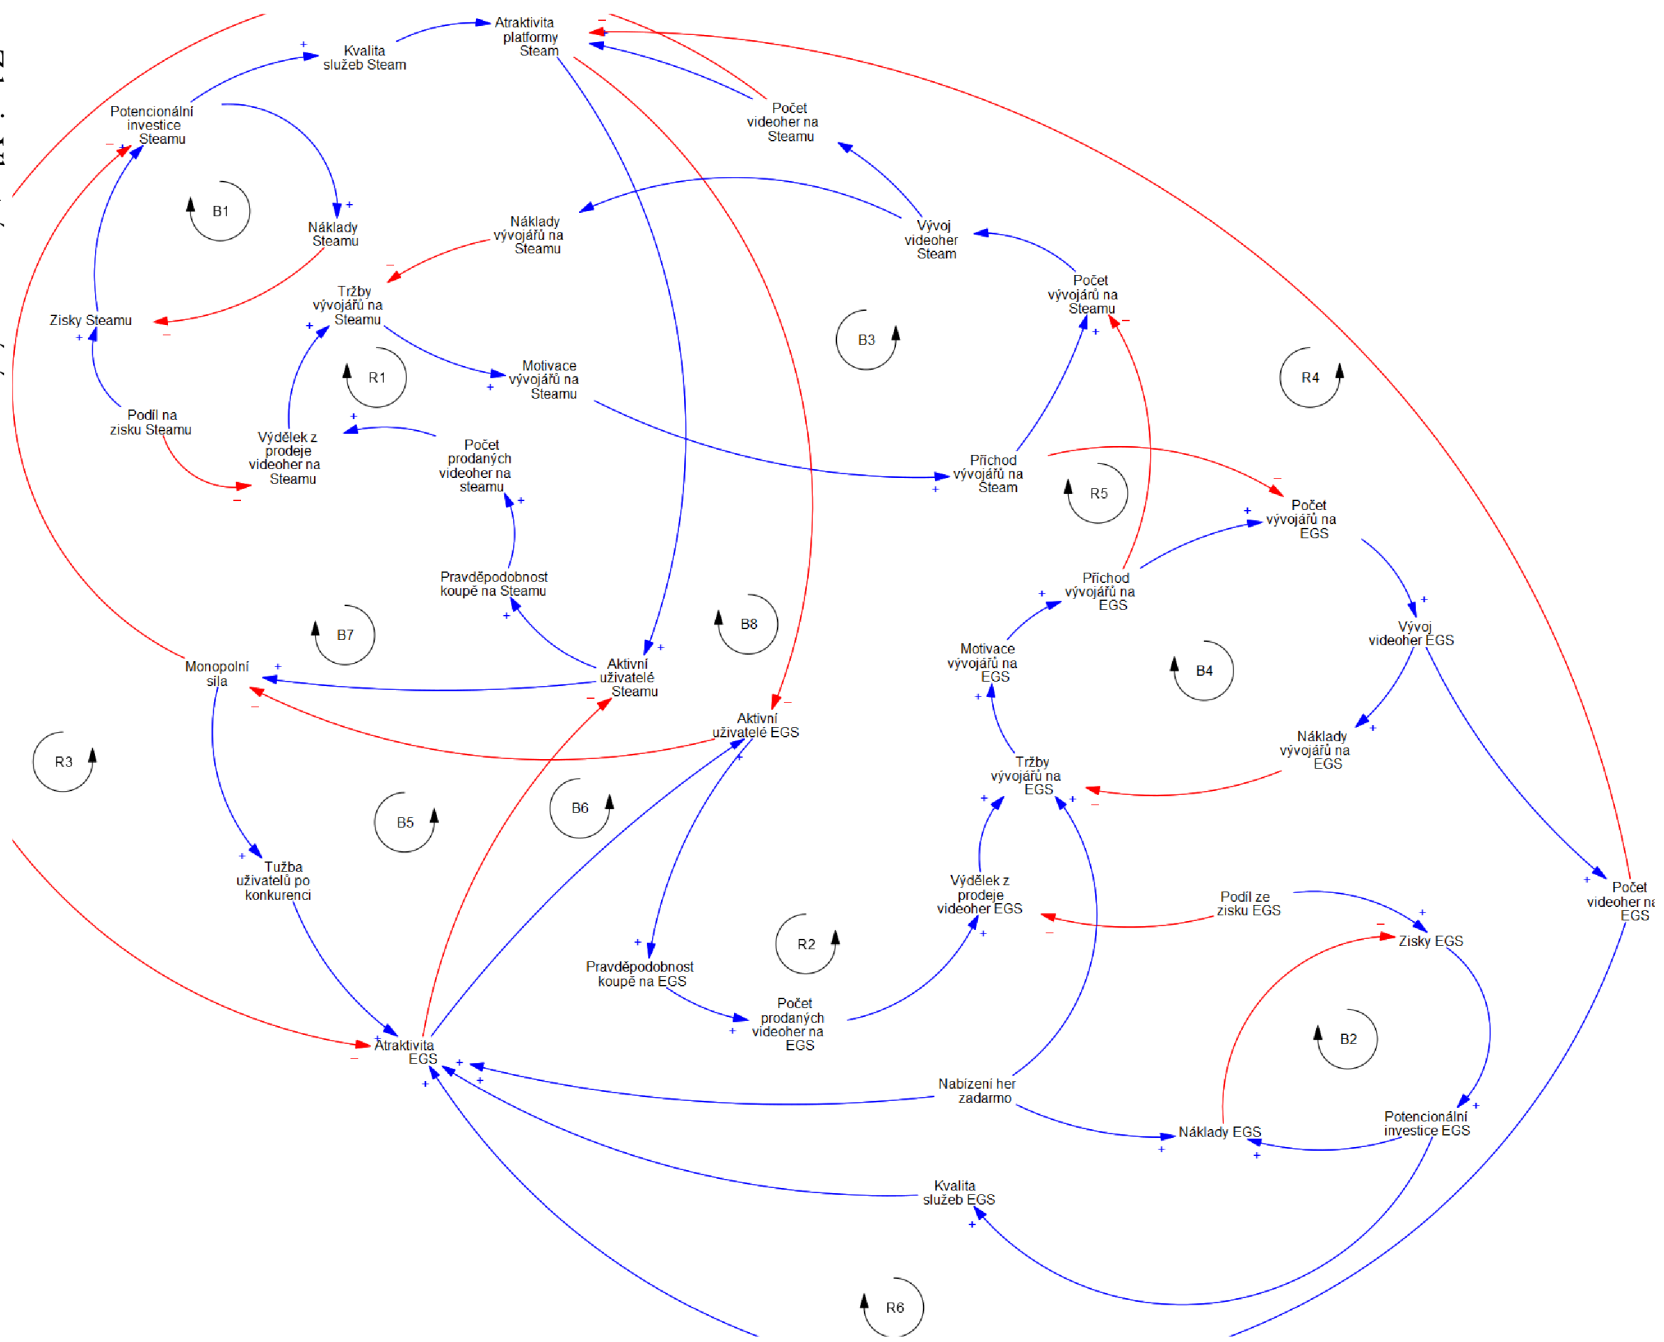 Atraktivita
platformy
Steam
Kvalita
služeb Steam
Potencionální
investice
Steamu
Počet
videoher na
Steamu
B1
Náklady
Steamu
Náklady
vývojářů na
Steamu
Vývoj
videoher
Steam
Tržby
vývojářů na
Steamu
Počet
vývojářů na
Steamu
Zisky Steamu
B3
R1
Motivace
vývojářů na
Steamu
R4
Podíl na
zisku Steamu
Výdělek z
prodeje
videoher na
Steamu
Počet
prodaných
videoher na
steamu
Příchod
vývojářů na
Steam
R5
Počet
vývojářů na
EGS
Pravděpodobnost
koupě na Steamu
Příchod
vývojářů na
EGS
B7
B8
Vývoj
videoher EGS
Monopolní
síla
Aktivní
uživatelé
Steamu
Motivace
vývojářů na
EGS
B4
Aktivní
uživatelé EGS
Náklady
vývojářů na
EGS
R3
Tržby
vývojářů na
EGS
B5
B6
Tužba
uživatelů po
konkurenci
Výdělek z
prodeje
videoher EGS
Podíl ze
zisku EGS
Počet
videoher na
EGS
R2
Zisky EGS
Pravděpodobnost
koupě na EGS
Počet
prodaných
videoher na
EGS
Atraktivita
EGS
B2
Nabízení her
zadarmo
Náklady EGS
Potencionální
investice EGS
Kvalita
služeb EGS
R6